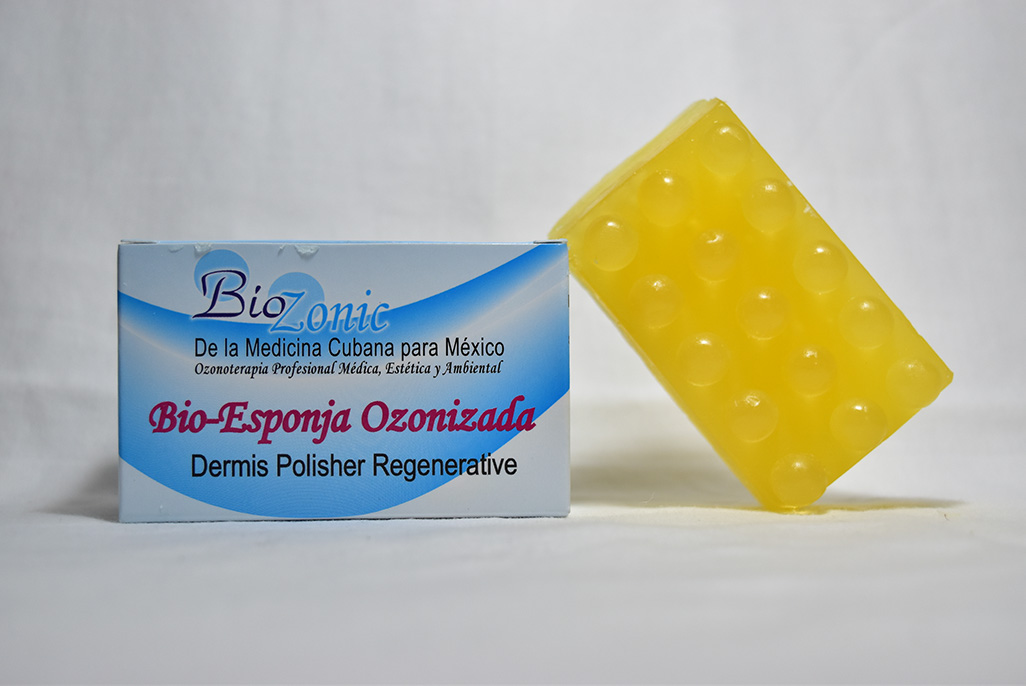 BioZonic
De la Medicina Cubana para México
Ozonoterapia Profesional Médica, Estética y Ambiental
Bio-Esponja Ozonizada
Dermis Polisher Regenerative